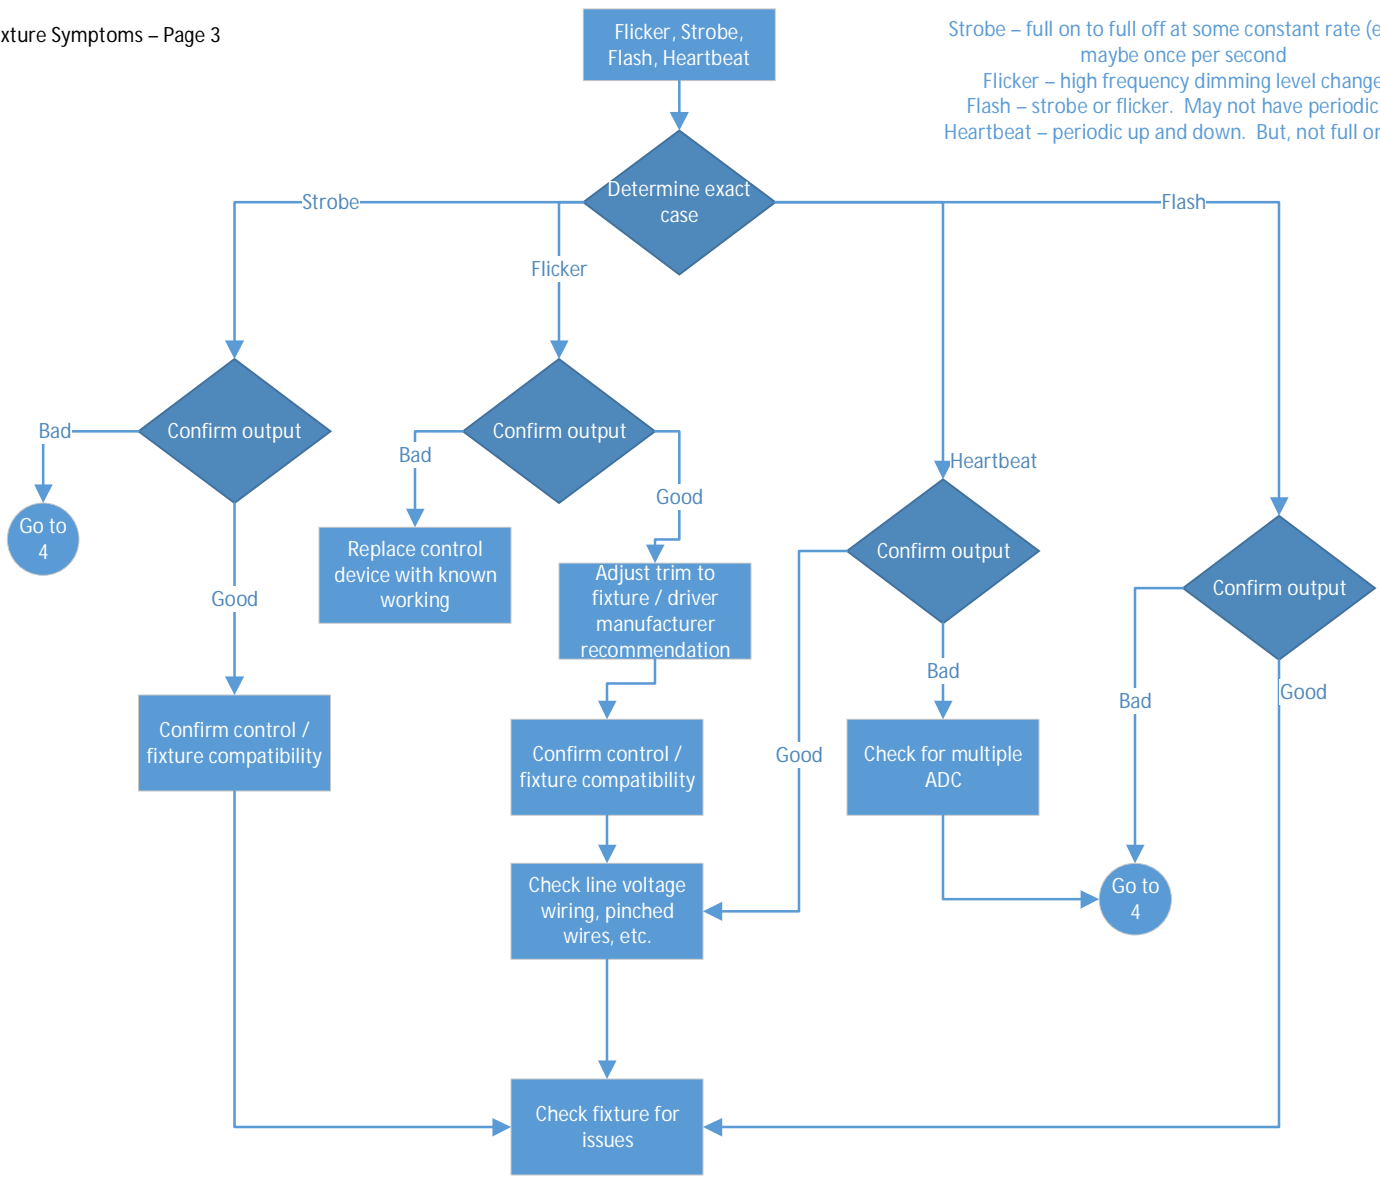 xture Symptoms – Page 3
Flicker, Strobe,
Flash, Heartbeat
Strobe – full on to full off at some constant rate (e
maybe once per second
Flicker – high frequency dimming level change
Flash – strobe or flicker.  May not have periodic
Heartbeat – periodic up and down.  But, not full or
Determine exact
case
Strobe
Flash
Flicker
Confirm output
Bad
Go to
4
Good
Confirm control /
fixture compatibility
Confirm output
Bad
Replace control
device with known
working
Good
Adjust trim to
fixture / driver
manufacturer
recommendation
Confirm control /
fixture compatibility
Check line voltage
wiring, pinched
wires, etc.
Heartbeat
Confirm output
Good
Bad
Check for multiple
ADC
Confirm output
Bad
Good
Go to
4
Check fixture for
issues